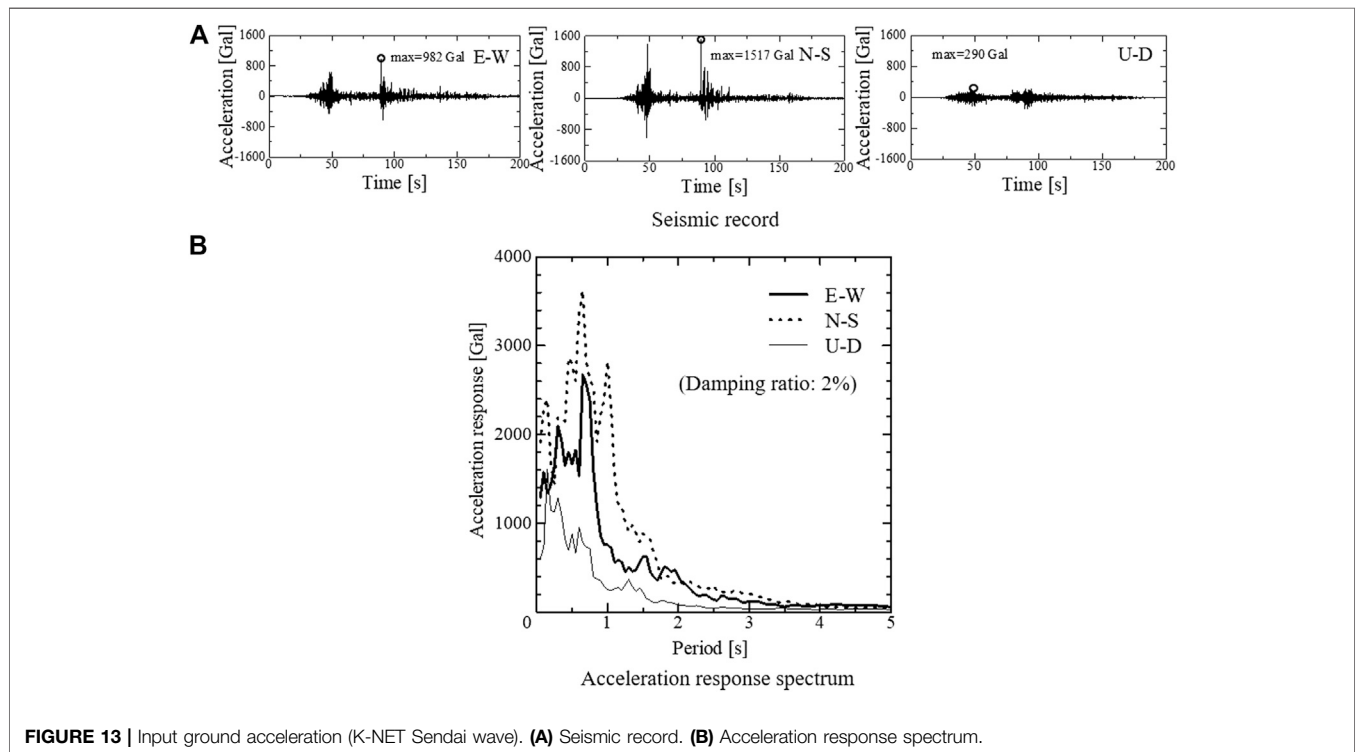 A
Acceleration [Gal]
1600
800
0
-800
-1600
max=982 Gal
E-W
0
50
100
150
200
Time [s]
Acceleration [Gal]
1600
800
0
-800
-1600
max=1517 Gal
N-S
0
50
100
150
200
Time [s]
Acceleration [Gal]
1600
800
0
-800
-1600
max=290 Gal
U-D
0
50
100
150
200
Time [s]
Seismic record
B
Acceleration response [Gal]
4000
3000
2000
1000
E-W
N-S
U-D
(Damping ratio: 2%)
0
1
2
3
4
5
Period [s]
Acceleration response spectrum
FIGURE 13 | Input ground acceleration (K-NET Sendai wave). (A) Seismic record. (B) Acceleration response spectrum.